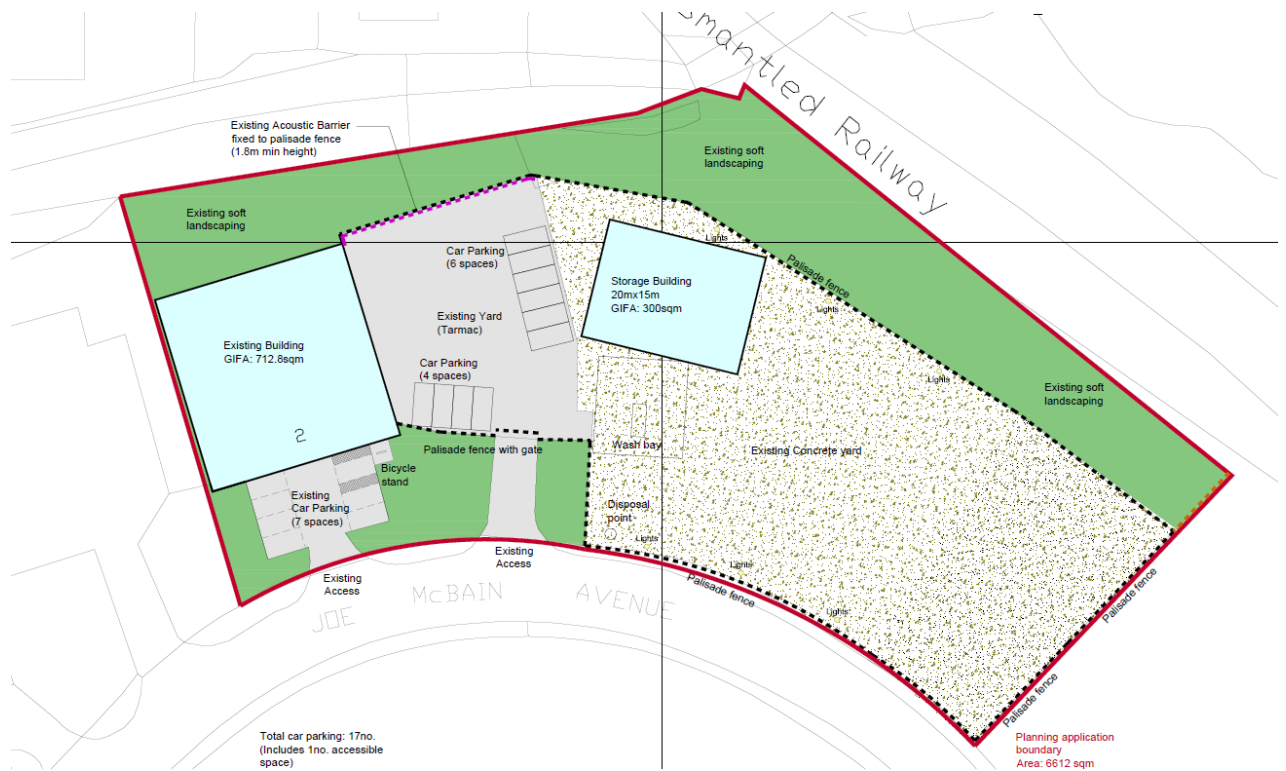 smantled Railway
Existing Acoustic Barrier
fixed to palisade fence
(1.8m min height)
Existing soft
landscaping
Existing soft
landscaping
Car Parking
(6 spaces)
Lights
Palisade fence
Storage Building
20mx15m
GIFA: 300sqm
Lights
Existing Yard
(Tarmac)
Existing Building
GIFA: 712.8sqm
Car Parking
(4 spaces)
Lights
Existing soft
landscaping
2
Palisade fence with gate
Wash bay
Existing Concrete yard
Bicycle
stand
Existing
Car Parking
(7 spaces)
Disposal
point
Lights
Existing
Access
Existing
Access
Lights
Palisade fence
Palisade fence
Lights
JOE McBAIN AVENUE
Palisade fence
Total car parking: 17no.
(Includes 1no. accessible
space)
Planning application
boundary
Area: 6612 sqm